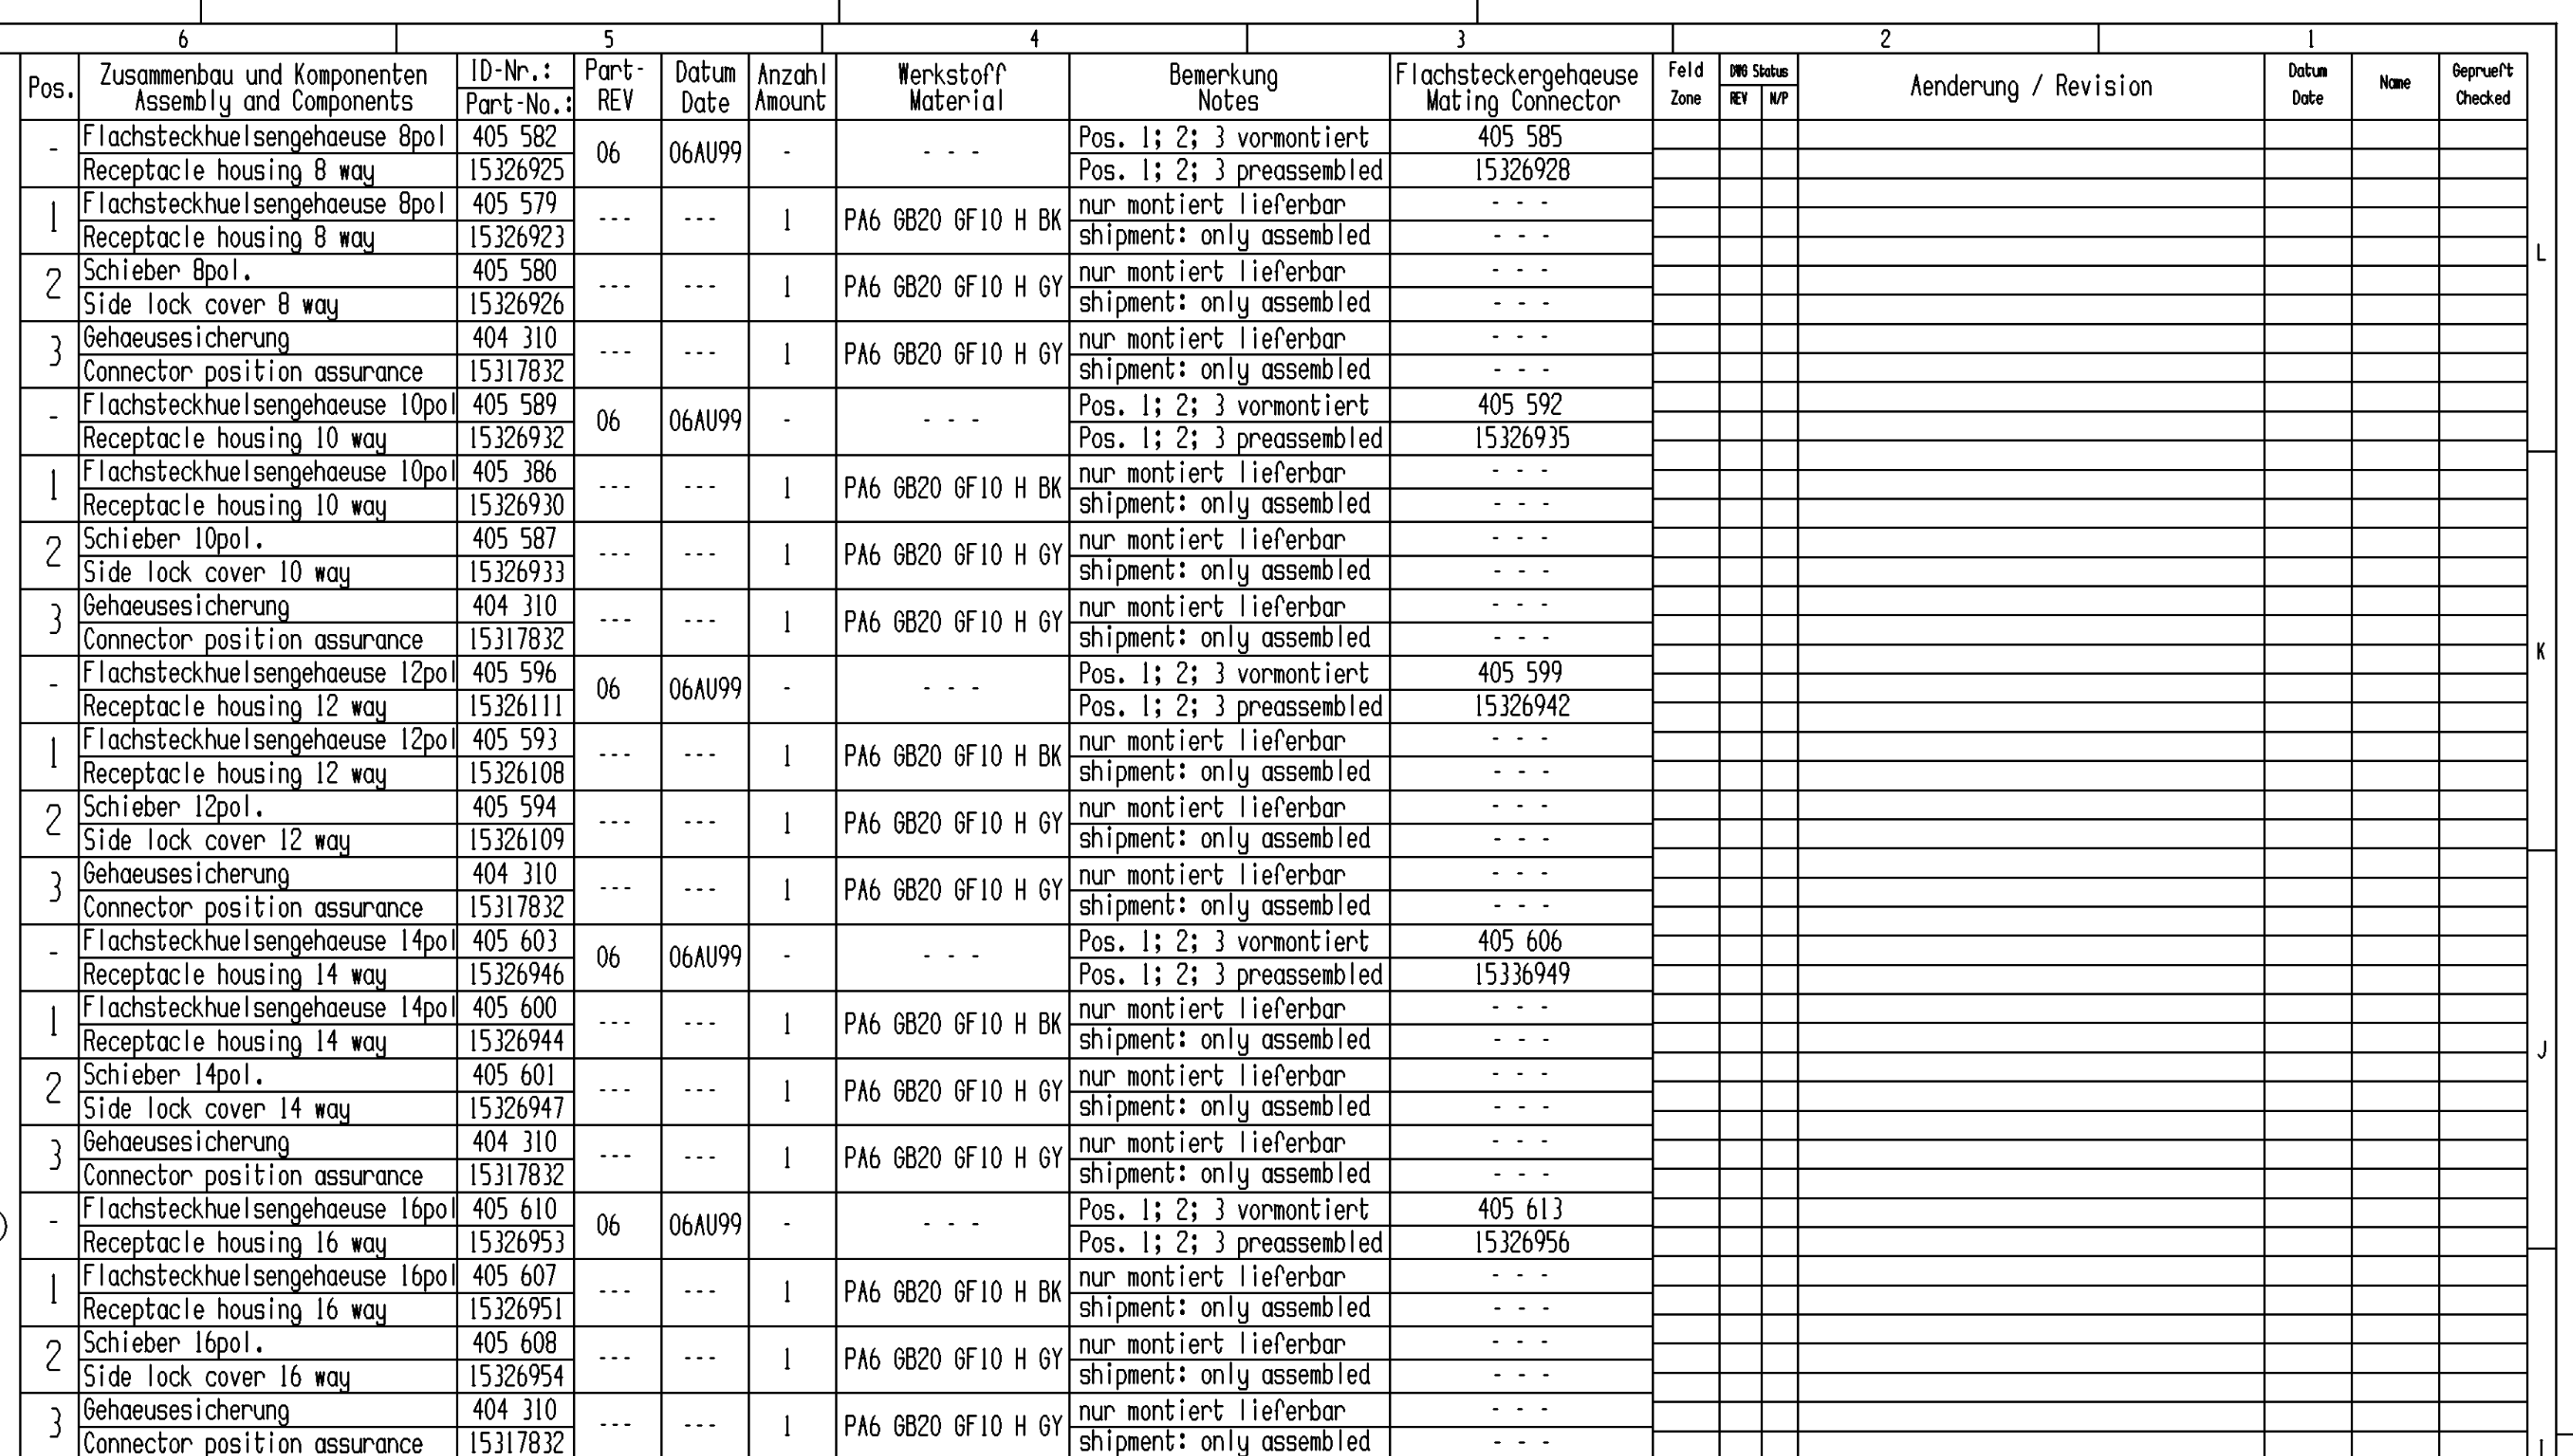 6 5 4 3 2 1
Pos. Zusammenbau und Komponenten ID-Nr.: Part- Datum Anzahl Werkstoff Bemerkung Flachsteckergehaeuse Feld DWG Status Aenderung / Revision Datum Name Geprueft
Assembly and Components Part-No.: REV Date Amount Material Notes Mating Connector Zone REV N/P Date Checked
- Flachsteckhuelsengehaeuse 8pol 405 582 06 06AU99 - - - - Pos. 1; 2; 3 vormontiert 405 585
Receptacle housing 8 way 15326925 Pos. 1; 2; 3 preassembled 15326928
1 Flachsteckhuelsengehaeuse 8pol 405 579 --- --- 1 PA6 GB20 GF10 H BK nur montiert lieferbar - - -
Receptacle housing 8 way 15326923 shipment: only assembled - - -
L
2 Schieber 8pol. 405 580 --- --- 1 PA6 GB20 GF10 H GY nur montiert lieferbar - - -
Side lock cover 8 way 15326926 shipment: only assembled - - -
3 Gehaeusesicherung 404 310 --- --- 1 PA6 GB20 GF10 H GY nur montiert lieferbar - - -
Connector position assurance 15317832 shipment: only assembled - - -
- Flachsteckhuelsengehaeuse 10pol 405 589 06 06AU99 - - - - Pos. 1; 2; 3 vormontiert 405 592
Receptacle housing 10 way 15326932 Pos. 1; 2; 3 preassembled 15326935
1 Flachsteckhuelsengehaeuse 10pol 405 386 --- --- 1 PA6 GB20 GF10 H BK nur montiert lieferbar - - -
Receptacle housing 10 way 15326930 shipment: only assembled - - -
2 Schieber 10pol. 405 587 --- --- 1 PA6 GB20 GF10 H GY nur montiert lieferbar - - -
Side lock cover 10 way 15326933 shipment: only assembled - - -
3 Gehaeusesicherung 404 310 --- --- 1 PA6 GB20 GF10 H GY nur montiert lieferbar - - -
Connector position assurance 15317832 shipment: only assembled - - -
K
- Flachsteckhuelsengehaeuse 12pol 405 596 06 06AU99 - - - - Pos. 1; 2; 3 vormontiert 405 599
Receptacle housing 12 way 15326111 Pos. 1; 2; 3 preassembled 15326942
1 Flachsteckhuelsengehaeuse 12pol 405 593 --- --- 1 PA6 GB20 GF10 H BK nur montiert lieferbar - - -
Receptacle housing 12 way 15326108 shipment: only assembled - - -
2 Schieber 12pol. 405 594 --- --- 1 PA6 GB20 GF10 H GY nur montiert lieferbar - - -
Side lock cover 12 way 15326109 shipment: only assembled - - -
3 Gehaeusesicherung 404 310 --- --- 1 PA6 GB20 GF10 H GY nur montiert lieferbar - - -
Connector position assurance 15317832 shipment: only assembled - - -
- Flachsteckhuelsengehaeuse 14pol 405 603 06 06AU99 - - - - Pos. 1; 2; 3 vormontiert 405 606
Receptacle housing 14 way 15326946 Pos. 1; 2; 3 preassembled 15336949
1 Flachsteckhuelsengehaeuse 14pol 405 600 --- --- 1 PA6 GB20 GF10 H BK nur montiert lieferbar - - -
Receptacle housing 14 way 15326944 shipment: only assembled - - -
J
2 Schieber 14pol. 405 601 --- --- 1 PA6 GB20 GF10 H GY nur montiert lieferbar - - -
Side lock cover 14 way 15326947 shipment: only assembled - - -
3 Gehaeusesicherung 404 310 --- --- 1 PA6 GB20 GF10 H GY nur montiert lieferbar - - -
Connector position assurance 15317832 shipment: only assembled - - -
- Flachsteckhuelsengehaeuse 16pol 405 610 06 06AU99 - - - - Pos. 1; 2; 3 vormontiert 405 613
Receptacle housing 16 way 15326953 Pos. 1; 2; 3 preassembled 15326956
1 Flachsteckhuelsengehaeuse 16pol 405 607 --- --- 1 PA6 GB20 GF10 H BK nur montiert lieferbar - - -
Receptacle housing 16 way 15326951 shipment: only assembled - - -
2 Schieber 16pol. 405 608 --- --- 1 PA6 GB20 GF10 H GY nur montiert lieferbar - - -
Side lock cover 16 way 15326954 shipment: only assembled - - -
3 Gehaeusesicherung 404 310 --- --- 1 PA6 GB20 GF10 H GY nur montiert lieferbar - - -
Connector position assurance 15317832 shipment: only assembled - - -